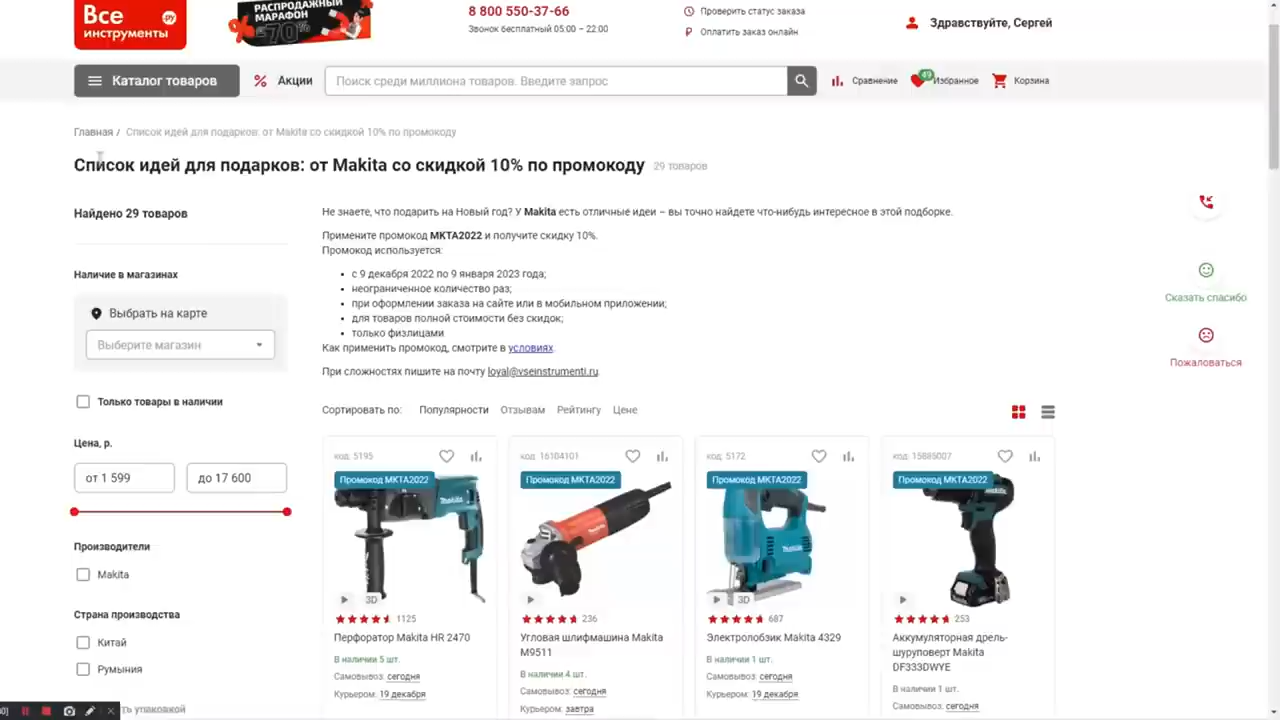 Все
инструменты
.ру
РАСПРОДАЖНЫЙ
МАРАФОН
-70%
8 800 550-37-66
Звонок бесплатный 05:00 – 22:00
Проверить статус заказа
Оплатить заказ онлайн
Здравствуйте, Сергей
Каталог товаров
% Акции
Поиск среди миллиона товаров. Введите запрос
Сравнение
49
Избранное
Корзина
Главная / Список идей для подарков: от Makita со скидкой 10% по промокоду
Список идей для подарков: от Makita со скидкой 10% по промокоду 29 товаров
Найдено 29 товаров
Наличие в магазинах
Выбрать на карте
Выберите магазин
Только товары в наличии
Цена, р.
от 1 599
до 17 600
Производители
Makita
Страна производства
Китай
Румыния
ть упаковкой
Не знаете, что подарить на Новый год? У Makita есть отличные идеи – вы точно найдете что-нибудь интересное в этой подборке.
Примените промокод MKTA2022 и получите скидку 10%.
Промокод используется:
• с 9 декабря 2022 по 9 января 2023 года;
• неограниченное количество раз;
• при оформлении заказа на сайте или в мобильном приложении;
• для товаров полной стоимости без скидок;
• только физлицами
Как применить промокод, смотрите в условиях.
При сложностях пишите на почту loyal@vseinstrumenti.ru.
Сортировать по: Популярности Отзывам Рейтингу Цене
код: 5195
Промокод MKTA2022
3D
1125
Перфоратор Makita HR 2470
В наличии 5 шт.
Самовывоз: сегодня
Курьером: 19 декабря
код: 16104101
Промокод MKTA2022
236
Угловая шлифмашина Makita
M9511
В наличии 4 шт.
Самовывоз: сегодня
Курьером: завтра
код: 5172
Промокод MKTA2022
3D
687
Электролобзик Makita 4329
В наличии 1 шт.
Самовывоз: сегодня
Курьером: 19 декабря
код: 15885007
Промокод MKTA2022
253
Аккумуляторная дрель-
шуруповерт Makita
DF333DWYE
В наличии 1 шт.
Самовывоз: сегодня
Сказать спасибо
Пожаловаться